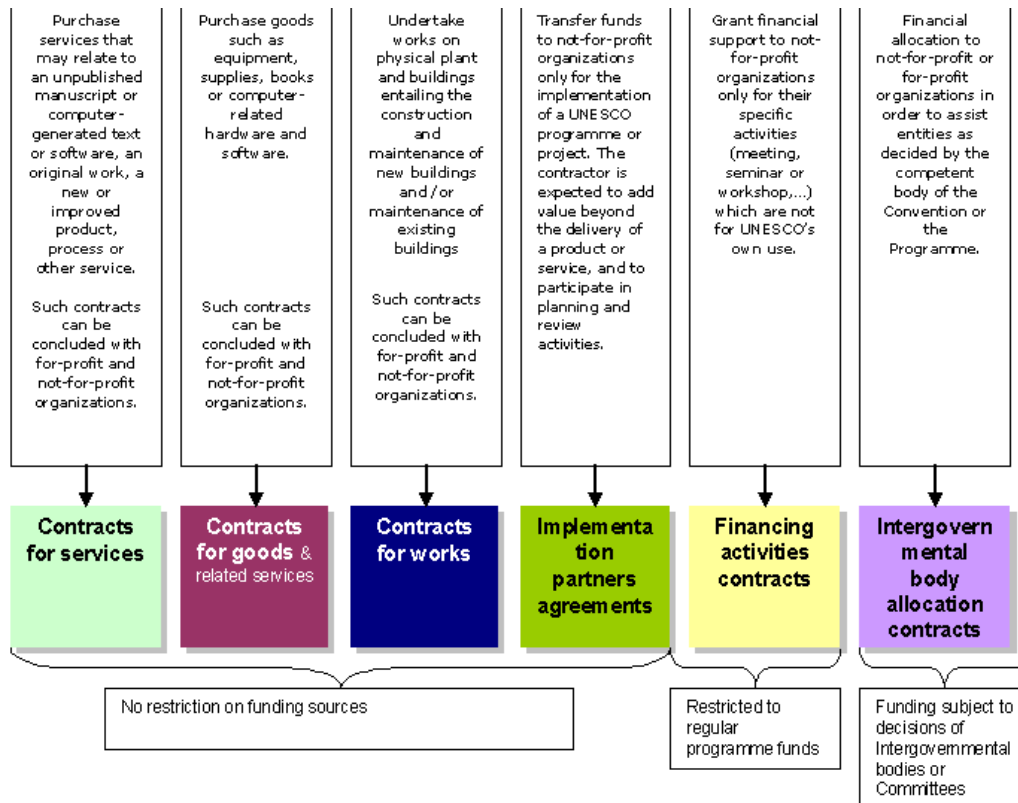 Purchase
services that
may relate to
an unpublished
manuscript or
computer-
generated text
or software, an
original work, a
new or
improved
product,
process or
other service.
Such contracts
can be
concluded with
for-profit and
not-for-profit
organizations.
Purchase goods
such as
equipment,
supplies, books
or computer-
related
hardware and
software.
Such contracts
can be
concluded with
for-profit and
not-for-profit
organizations.
Undertake
works on
physical plant
and buildings
entailing the
construction
and
maintenance of
new buildings
and/or
maintenance of
existing
buildings
Such contracts
can be
concluded with
for-profit and
not-for-profit
organizations.
Transfer funds
to not-for-profit
organizations
only for the
implementation
of a UNESCO
programme or
project. The
contractor is
expected to add
value beyond
the delivery of
a product or
service, and to
participate in
planning and
review
activities.
Grant financial
support to not-
for-profit
organizations
only for their
specific
activities
(meeting,
seminar or
workshop,...)
which are not
for UNESCO's
own use.
Financial
allocation to
not-for-profit or
for-profit
organizations in
order to assist
entities as
decided by the
competent
body of the
Convention or
the
Programme.
Contracts
for services
Contracts
for goods &
related services
Contracts
for works
Implementa
tion
partners
agreements
Financing
activities
contracts
Intergovern
mental
body
allocation
contracts
No restriction on funding sources
Restricted to
regular
programme funds
Funding subject to
decisions of
Intergovernmental
bodies or
Committees